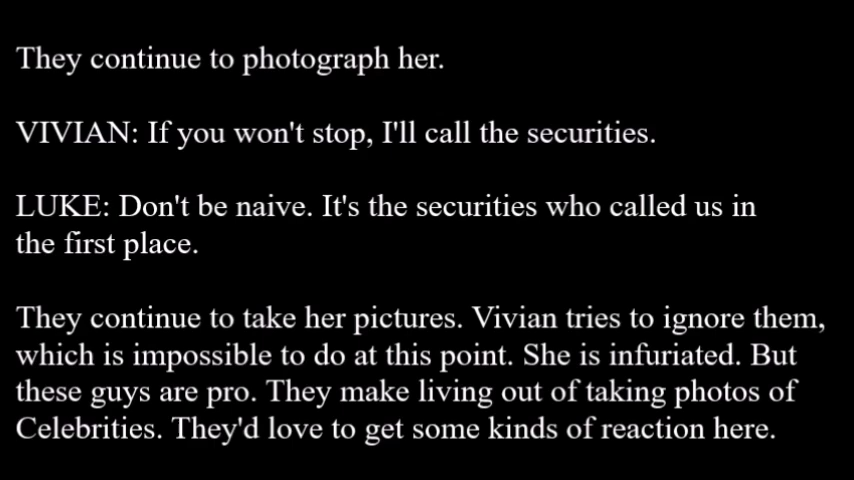 They continue to photograph her.
VIVIAN: If you won't stop, I'll call the securities.
LUKE: Don't be naive. It's the securities who called us in
the first place.
They continue to take her pictures. Vivian tries to ignore them,
which is impossible to do at this point. She is infuriated. But
these guys are pro. They make living out of taking photos of
Celebrities. They'd love to get some kinds of reaction here.